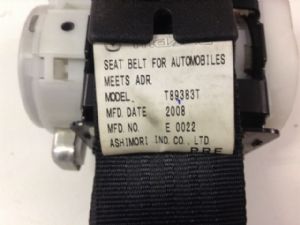 SEAT BELT FOR AUTOMOBILES
MEETS ADR
MODEL. T89383T
MFD. DATE 2008
MFD. NO. E 0022
ASHIMORI IND. CO., LTD